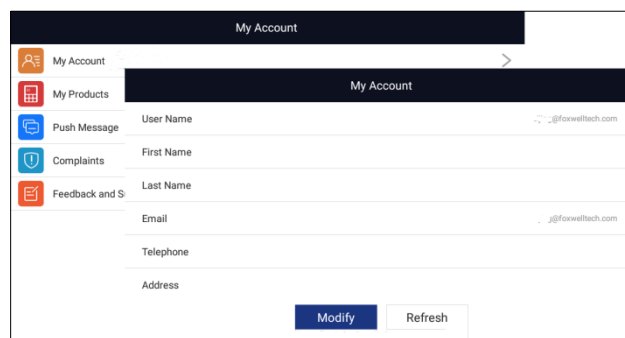 My Account
My Account
My Products
Push Message
Complaints
Feedback and
My Account
User Name
@foxwelltech.com
First Name
Last Name
Email
@foxwelltech.com
Telephone
Address
Modify
Refresh